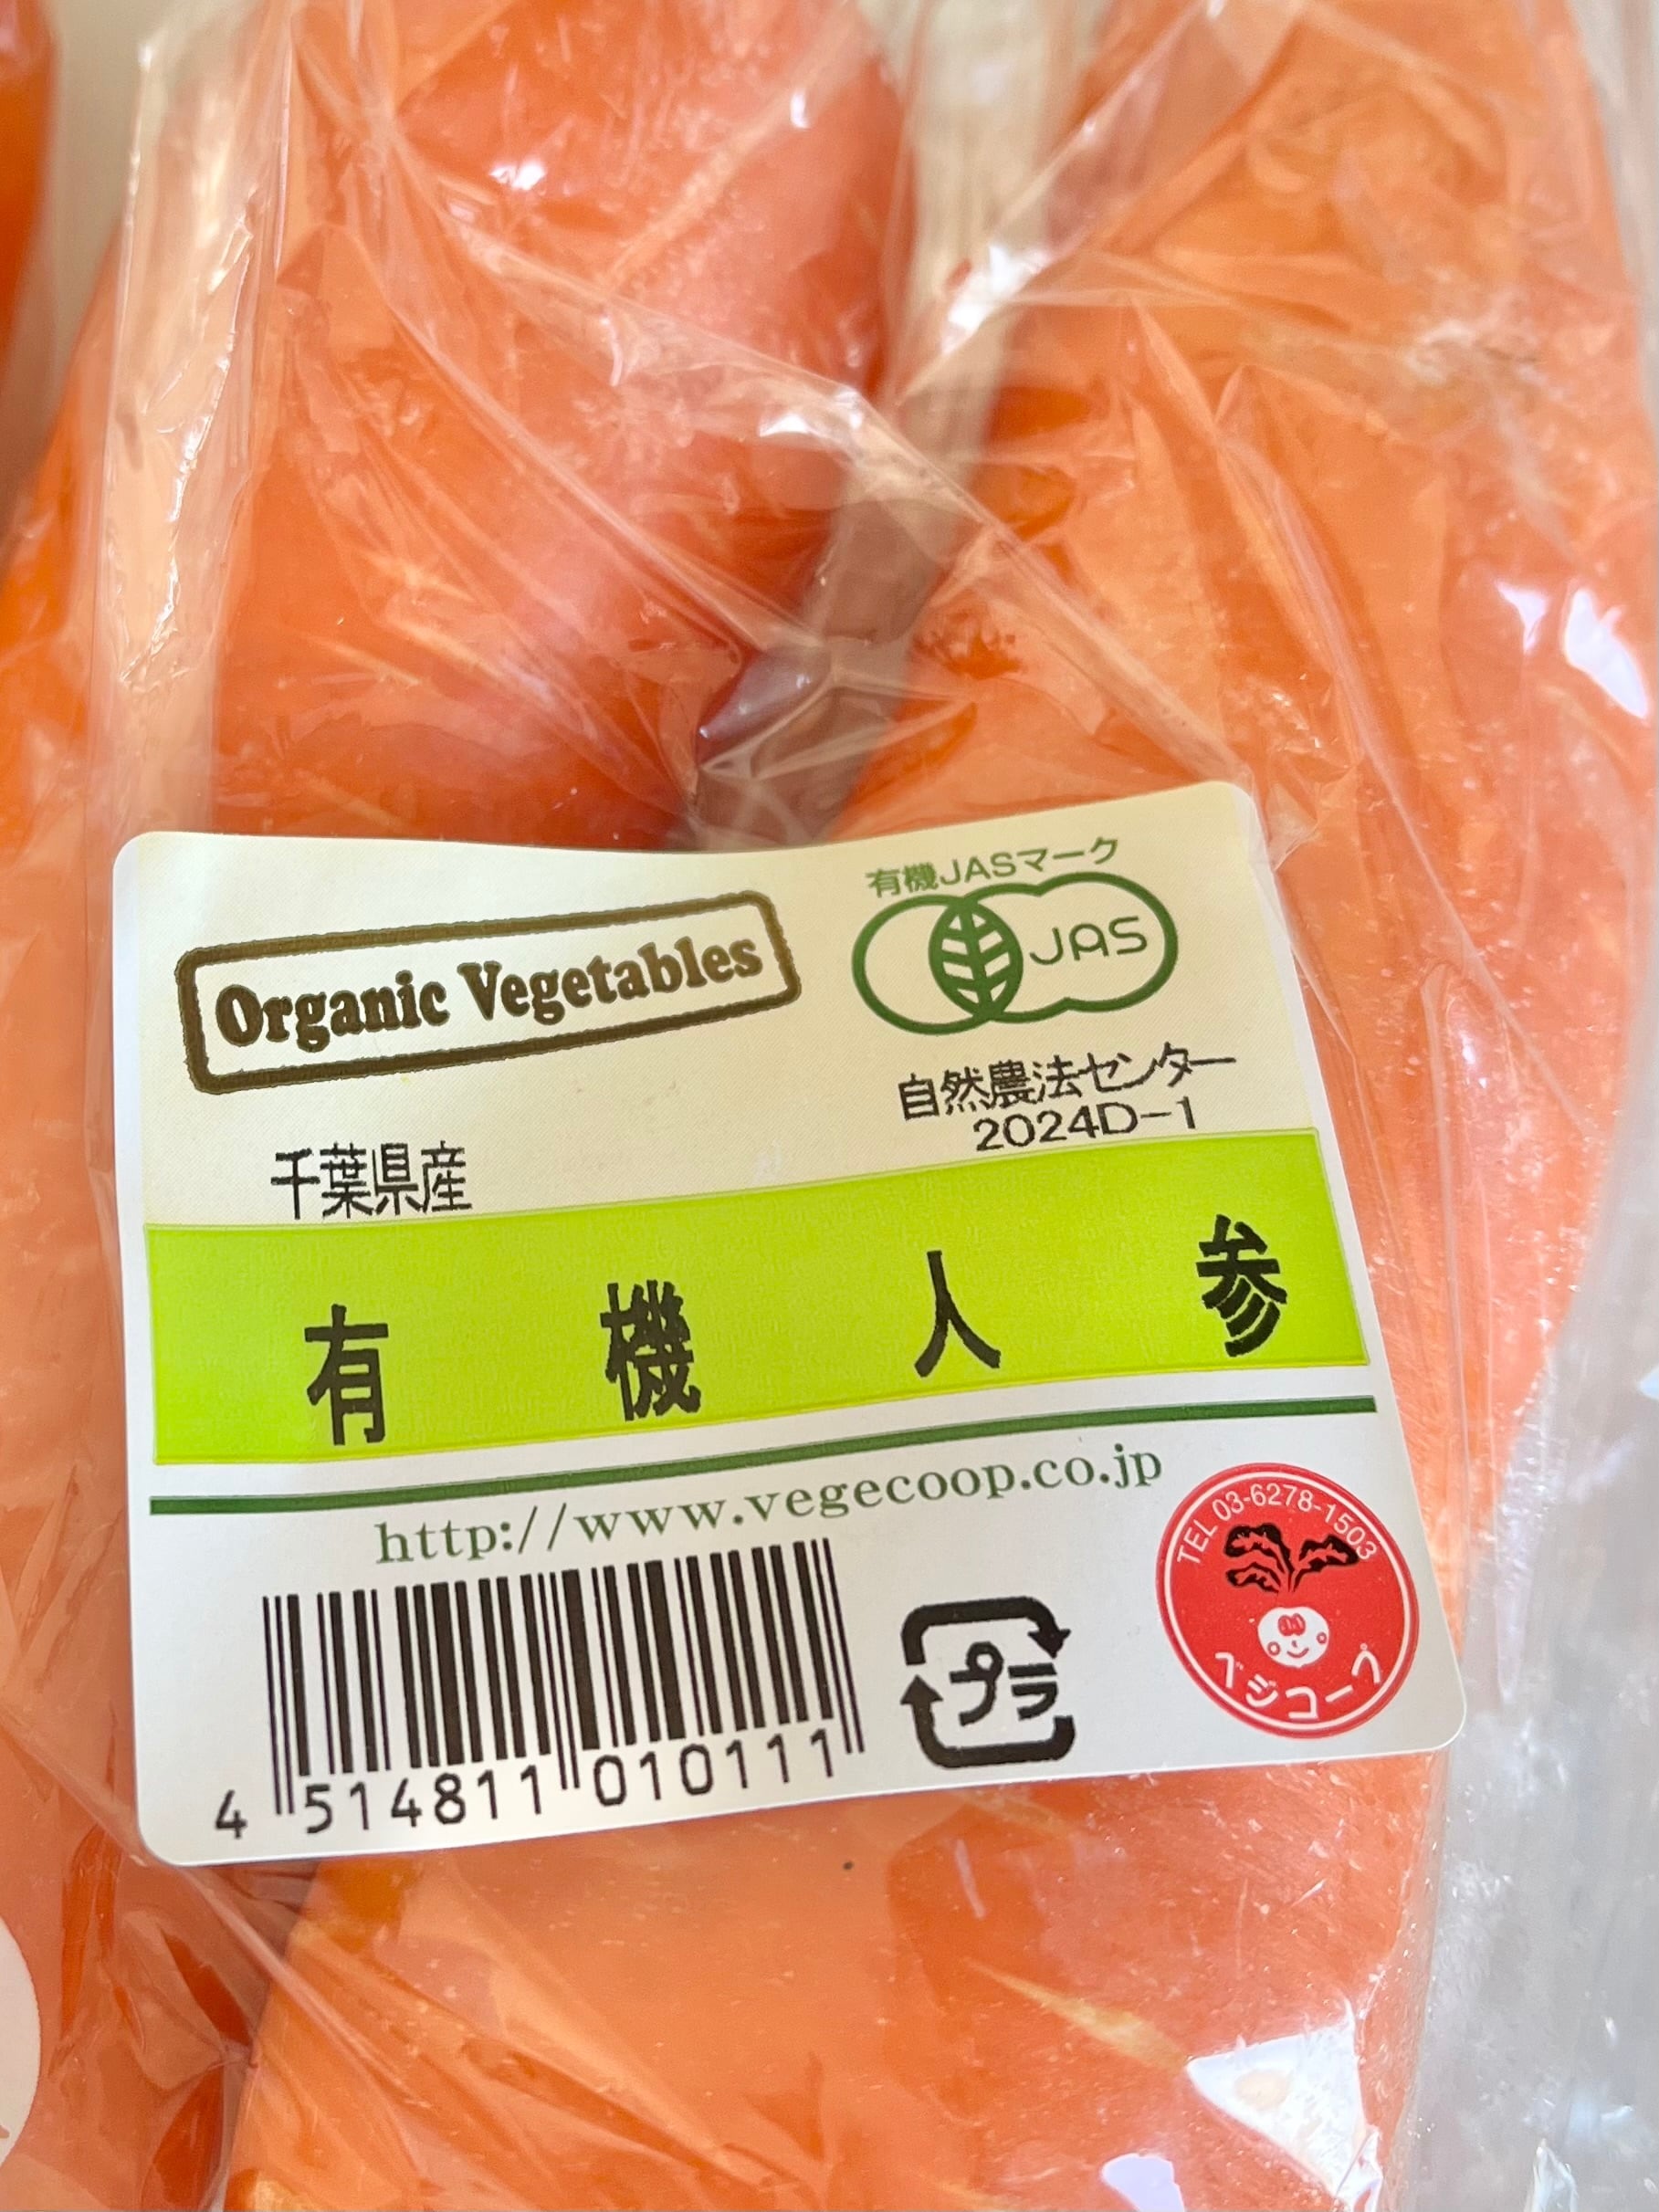 有機JASマーク
Organic Vegetables
JAS
自然農法センター
2024D-1
千葉県産
有機人参
http://www.vegecoop.co.jp
TEL 03-6278-1503
プラ
ベジコープ
4 514811 010111